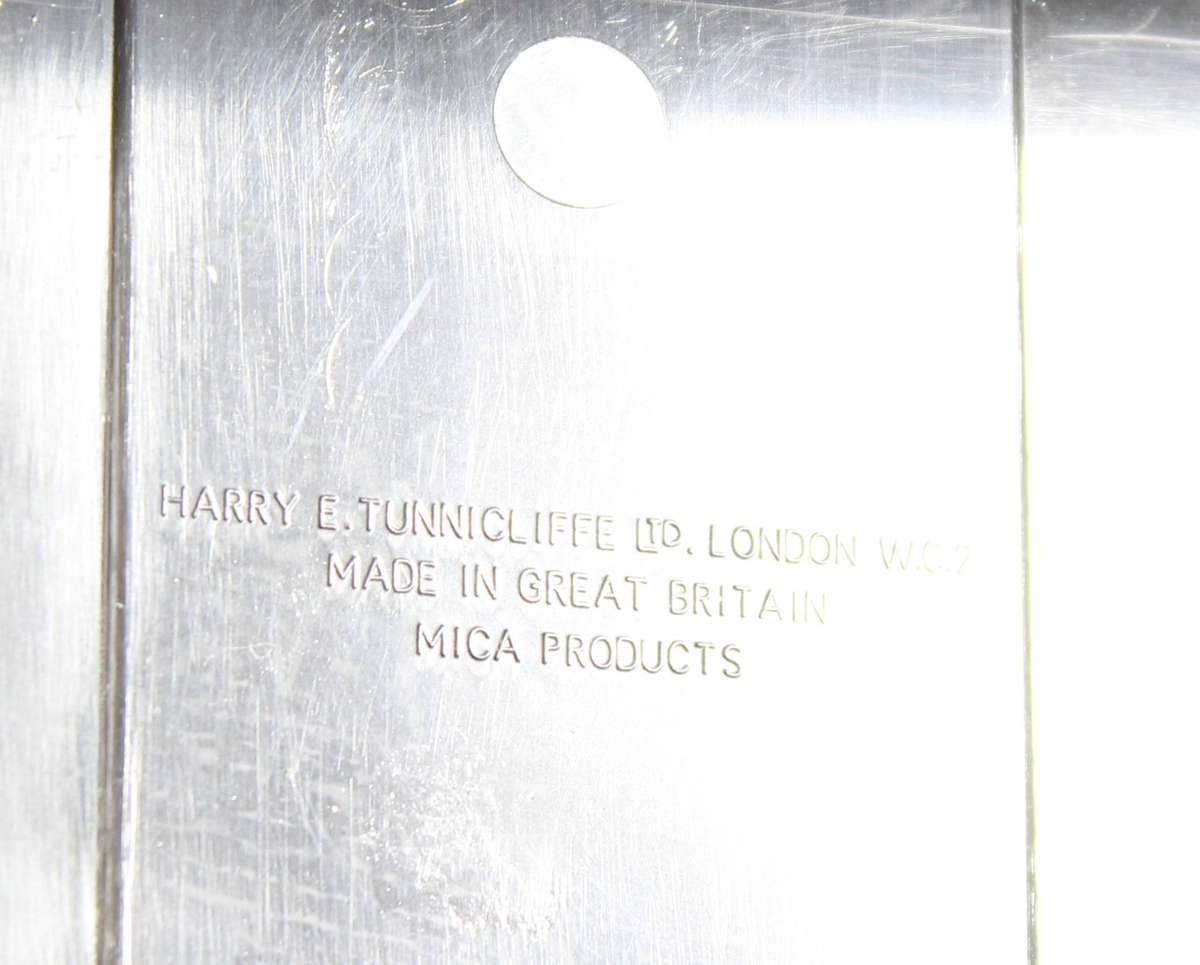 HARRY E. TUNNICLIFFE LTD. LONDON W.C.2
MADE IN GREAT BRITAIN
MICA PRODUCTS